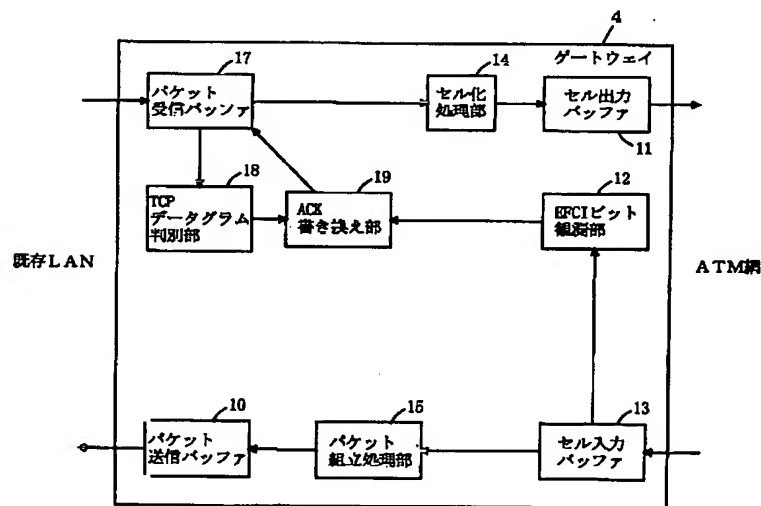 4
ゲートウェイ
17
パケット
受信バッファ
14
セル化
処理部
セル出力
バッファ
11
18
TCP
データグラム
判別部
19
ACK
書き換え部
12
EFCIビット
観測部
既存LAN
ATM網
10
パケット
送信バッファ
15
パケット
組立処理部
13
セル入力
バッファ